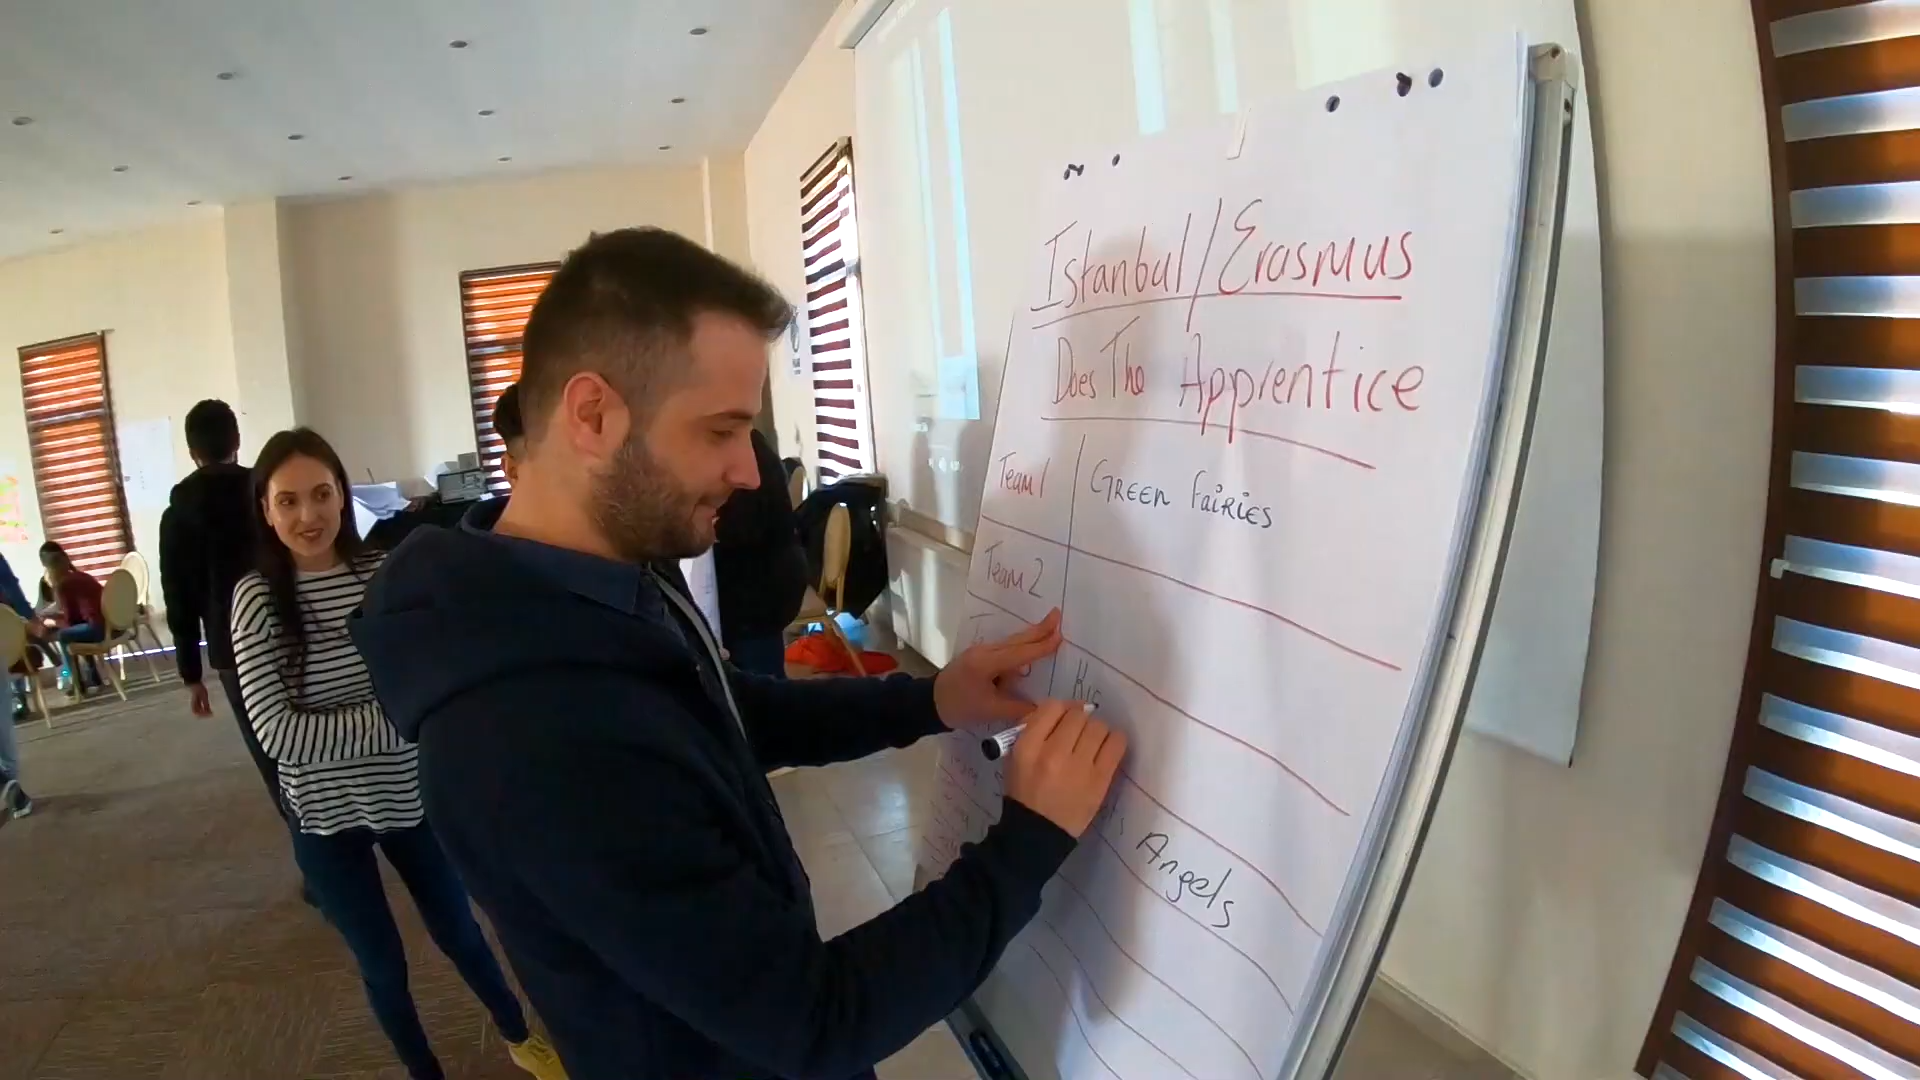 Istanbul/Erasmus
Does The Apprentice
Team 1 GREEN FaiRiES
Team 2
Angels